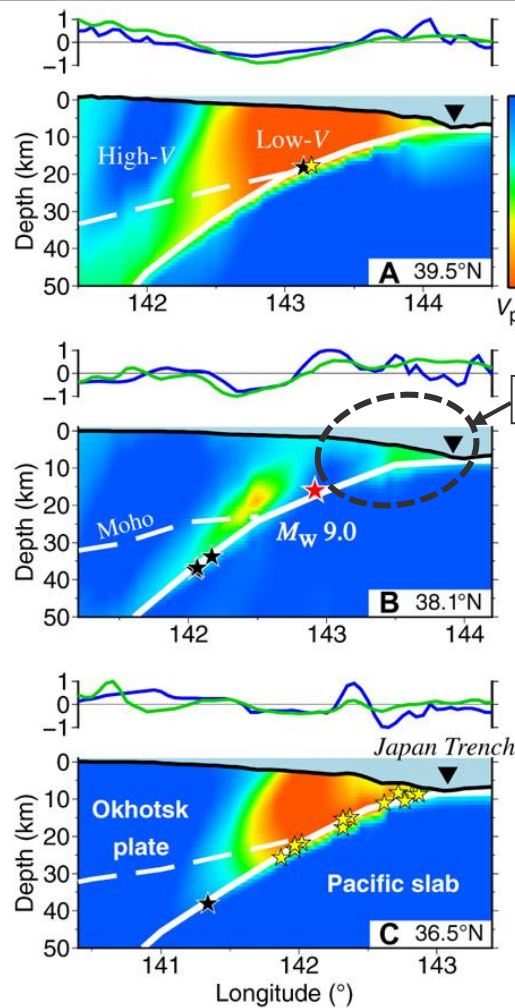 1
0
−1
0
10
20
30
40
50
Depth (km)
High-V
Low-V
A 39.5°N
142 143 144
Vp
1
0
−1
0
10
20
30
40
50
Depth (km)
Moho
Mw 9.0
B 38.1°N
142 143 144
1
0
−1
Japan Trench
0
10
20
30
40
50
Depth (km)
Okhotsk
plate
Pacific slab
C 36.5°N
141 142 143
Longitude (°)